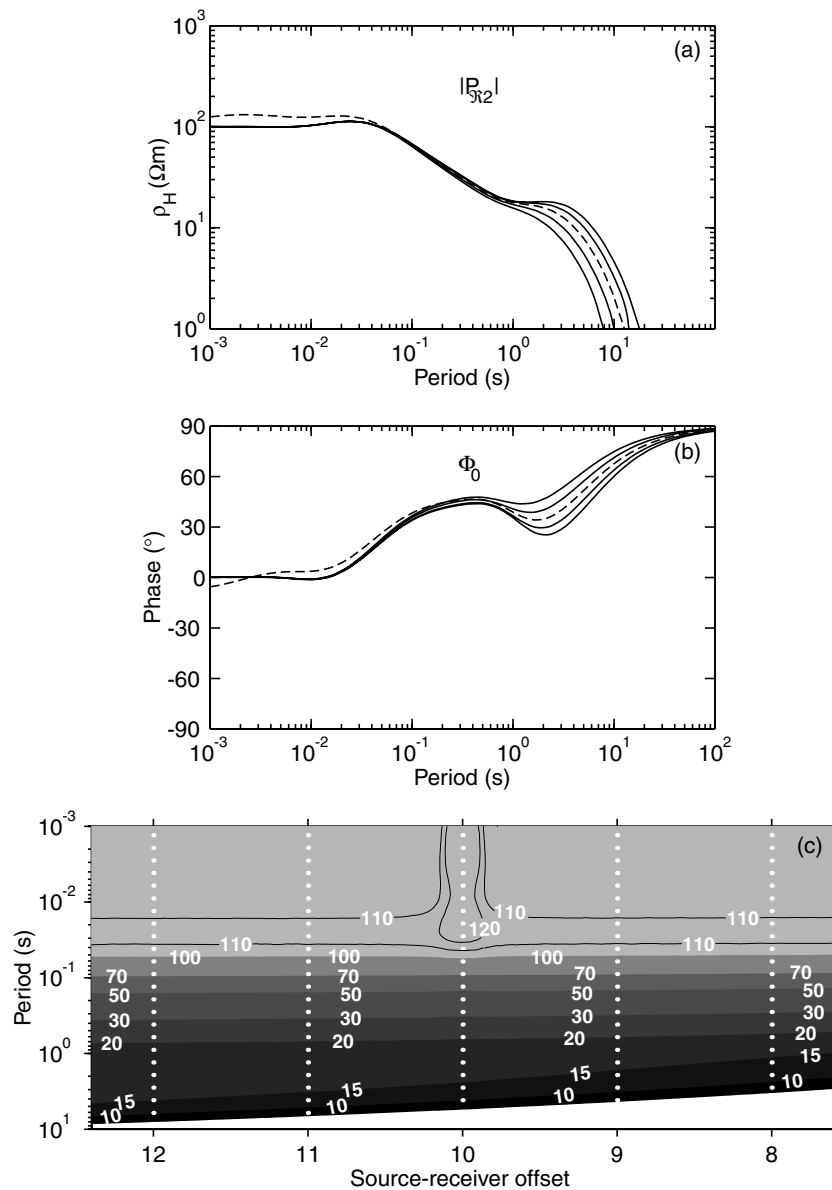 10³
(a)
|Pℜ2|
10²
ρH (Ωm)
10¹
10⁰
10⁻³ 10⁻² 10⁻¹ 10⁰ 10¹
Period (s)
90
(b)
Φ0
60
30
Phase (°)
0
-30
-60
-90
10⁻³ 10⁻² 10⁻¹ 10⁰ 10¹ 10²
Period (s)
10⁻³
(c)
10⁻²
110 110 110
120
110 110
100 100 100
Period (s)
10⁻¹
70 70 70 70
50 50 50 50
30 30 30 30
20 20 20 20
10⁰
15 15 15
10 10 10 10
15
10¹
12 11 10 9 8
Source-receiver offset